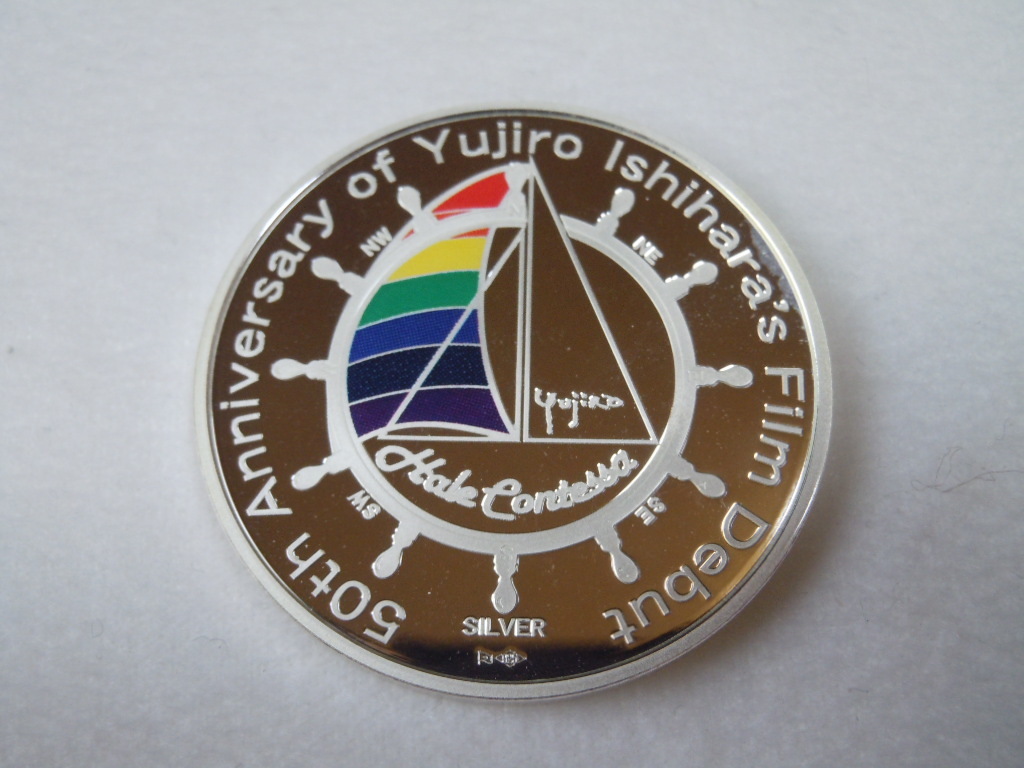 50th Anniversary of Yujiro Ishihara's Film Debut
NW
NE
Yujiro
Hale Contessa
SW
SE
SILVER